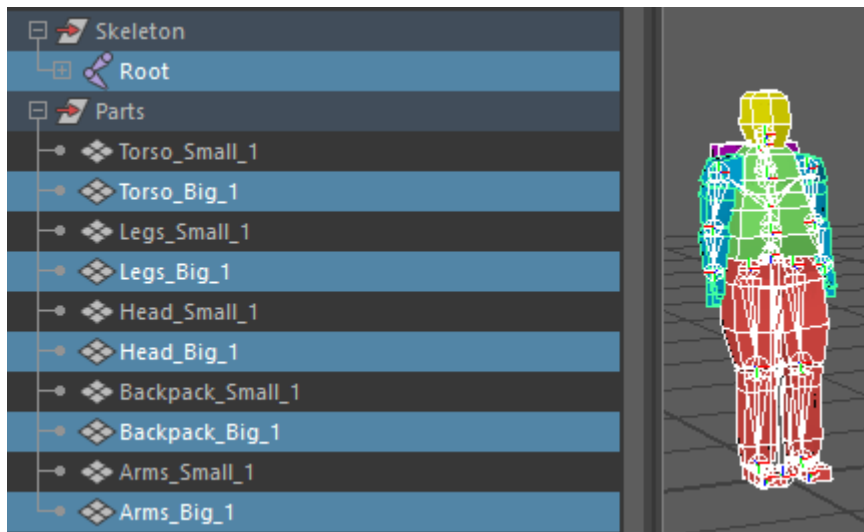 Skeleton
Root
Parts
Torso_Small_1
Torso_Big_1
Legs_Small_1
Legs_Big_1
Head_Small_1
Head_Big_1
Backpack_Small_1
Backpack_Big_1
Arms_Small_1
Arms_Big_1